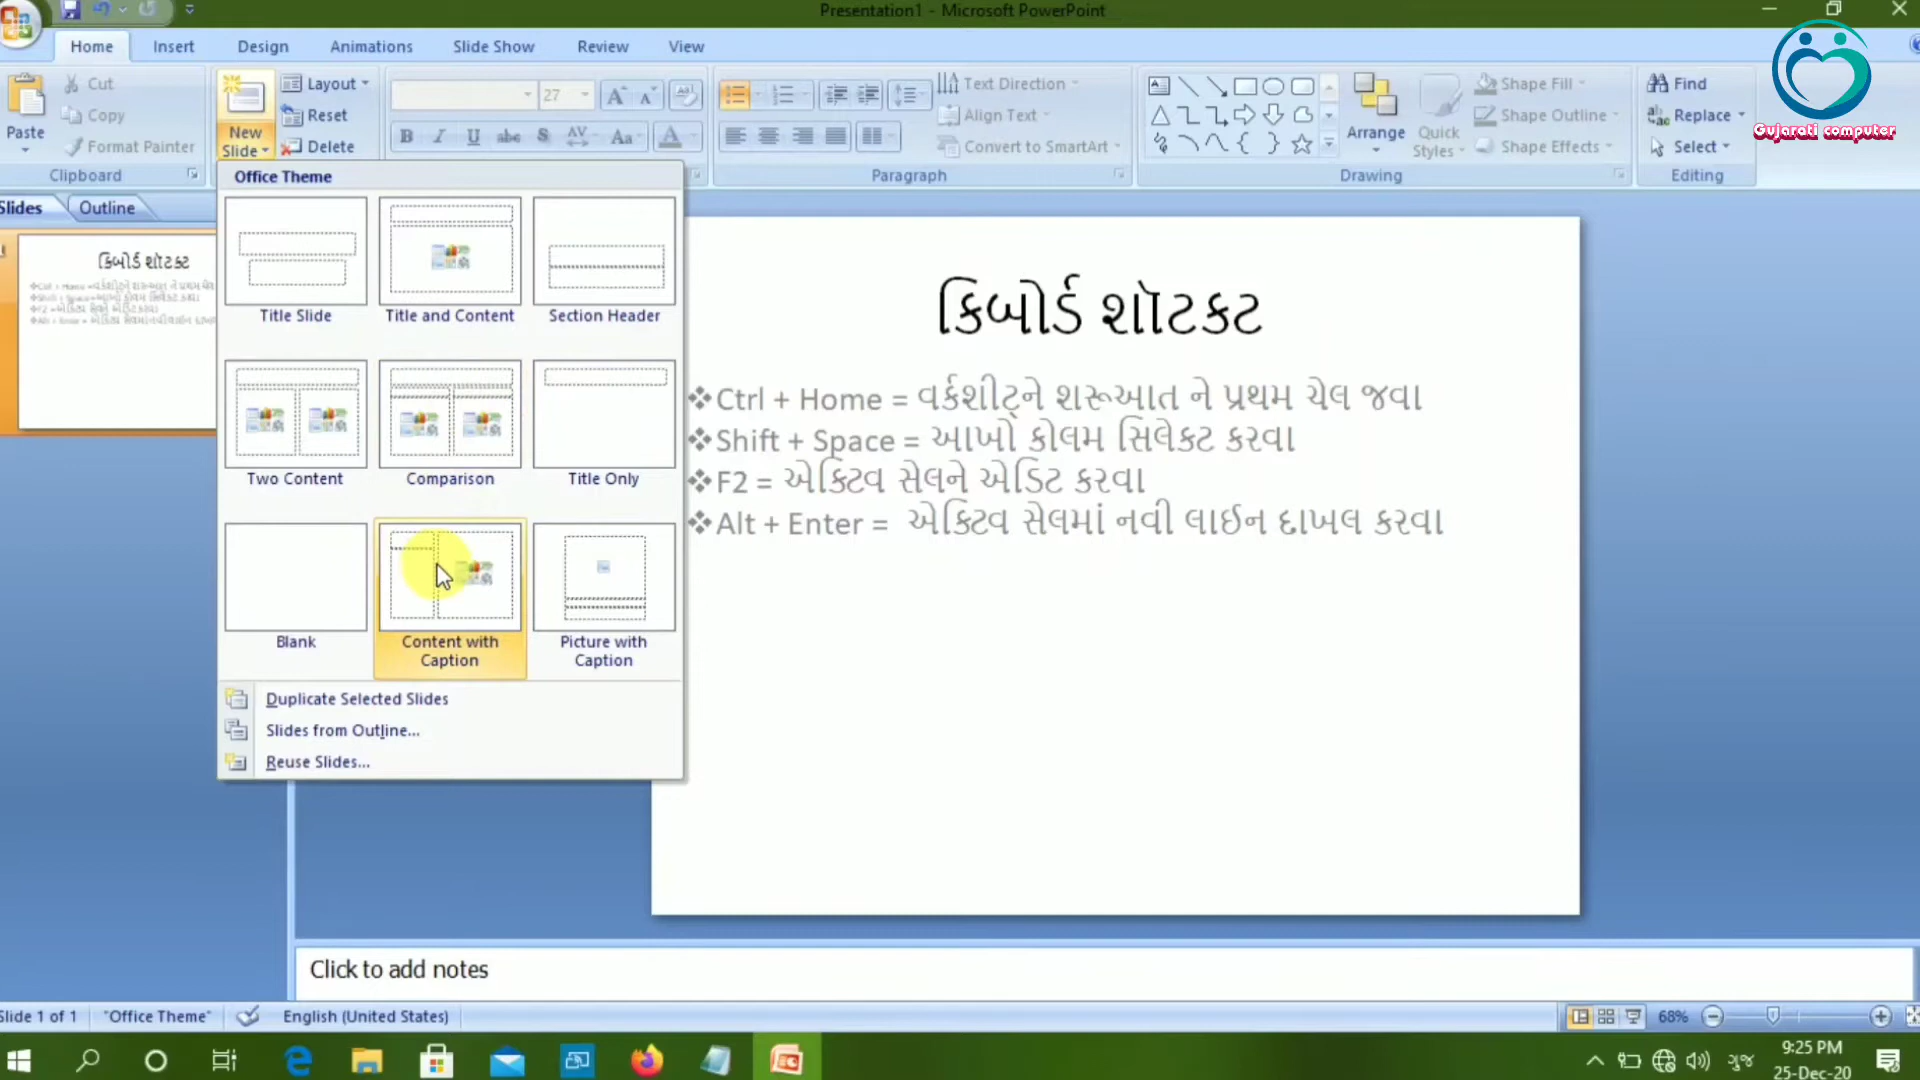 Presentation1 - Microsoft PowerPoint
Home Insert Design Animations Slide Show Review View
Gujarati computer
Paste
Cut
Copy
Format Painter
Clipboard
New Slide
Layout
Reset
Delete
27
Text Direction
Align Text
Convert to SmartArt
Paragraph
Arrange
Quick Styles
Shape Fill
Shape Outline
Shape Effects
Drawing
Find
Replace
Select
Editing
Slides Outline
Office Theme
Title Slide
Title and Content
Section Header
Two Content
Comparison
Title Only
Blank
Content with Caption
Picture with Caption
Duplicate Selected Slides
Slides from Outline...
Reuse Slides...
કિબોર્ડ શૉટકટ
Ctrl + Home = વર્કશીટ્ને શરૂઆત ને પ્રથમ ચેલ જવા
Shift + Space = આખો કોલમ સિલેકટ કરવા
F2 = એક્ટિવ સેલને એડિટ કરવા
Alt + Enter = એક્ટિવ સેલમાં નવી લાઈન દાખલ કરવા
કિબોર્ડ શૉટકટ
Click to add notes
Slide 1 of 1 "Office Theme" English (United States) 68%
ગુજ
9:25 PM
25-Dec-20